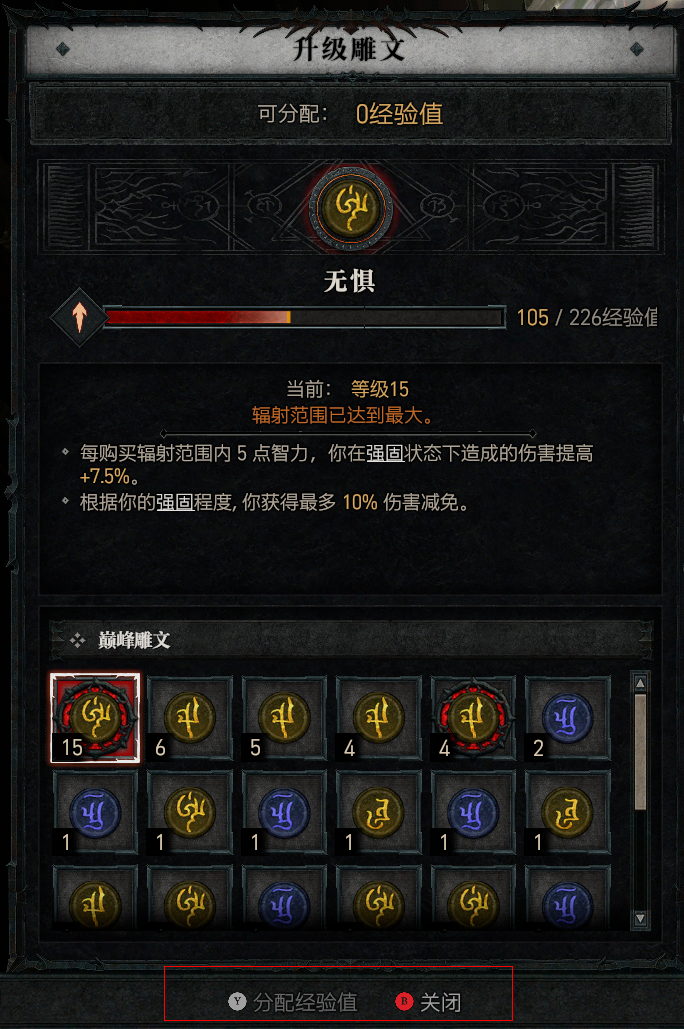 升级雕文
可分配： 0经验值
无惧
105 / 226经验值
当前： 等级15
辐射范围已达到最大。
每购买辐射范围内 5 点智力，你在强固状态下造成的伤害提高
+7.5%。
根据你的强固程度, 你获得最多 10% 伤害减免。
巅峰雕文
15 6 5 4 4 2
1 1 1 1 1 1
Y 分配经验值 B 关闭